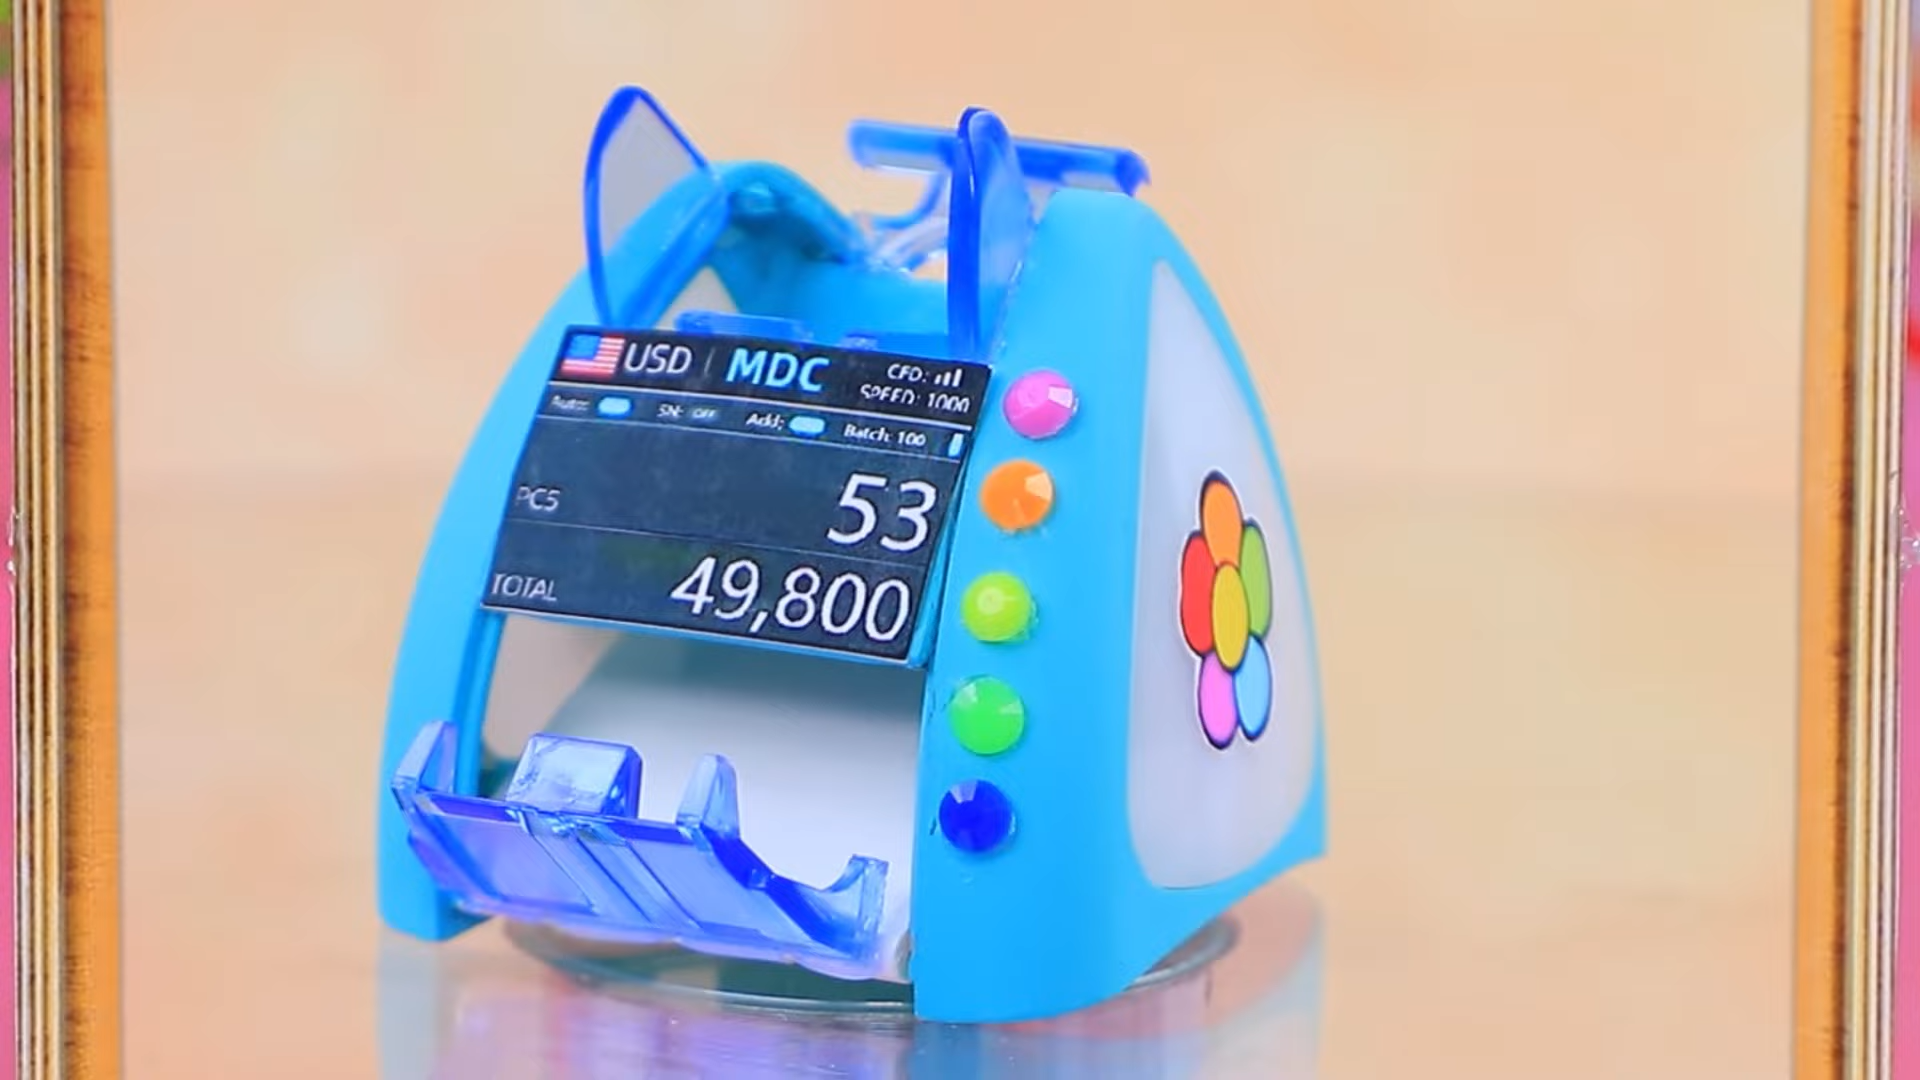 USD | MDC
CFD:
SPEED: 1000
Auto:
SN: OFF
Add:
Batch: 100
PCS 53
TOTAL 49,800